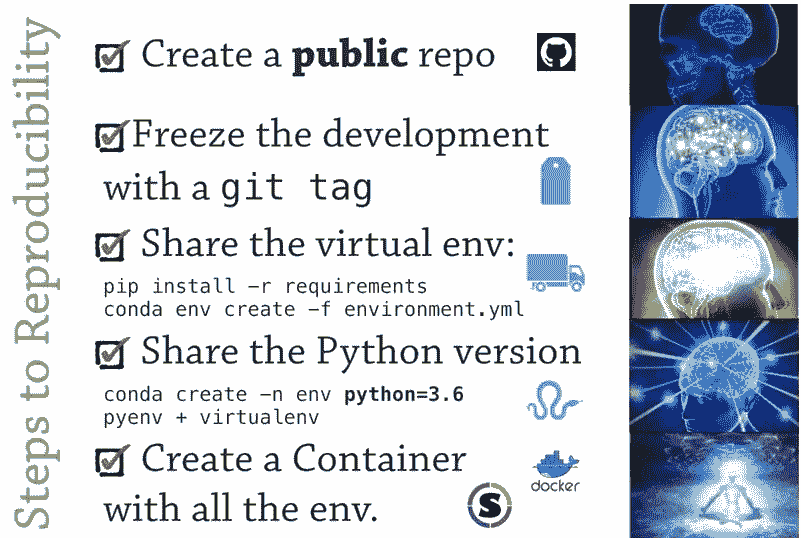 Steps to Reproducibility
Create a public repo
Freeze the development
with a git tag
Share the virtual env:
pip install -r requirements
conda env create -f environment.yml
Share the Python version
conda create -n env python=3.6
pyenv + virtualenv
Create a Container
with all the env.
docker
S